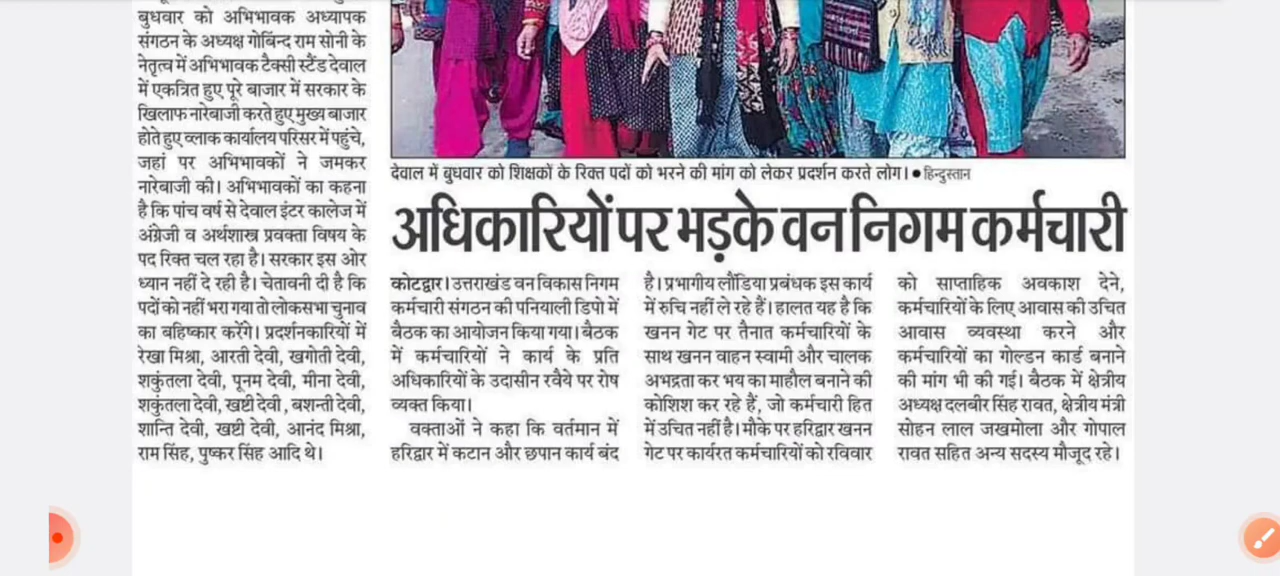 बुधवार को अभिभावक अध्यापक
संगठन के अध्यक्ष गोबिन्द राम सोनी के
नेतृत्व में अभिभावक टैक्सी स्टैंड देवाल
में एकत्रित हुए पूरे बाजार में सरकार के
खिलाफ नारेबाजी करते हुए मुख्य बाजार
होते हुए ब्लाक कार्यालय परिसर में पहुंचे,
जहां पर अभिभावकों ने जमकर
नारेबाजी की। अभिभावकों का कहना
है कि पांच वर्ष से देवाल इंटर कालेज में
अंग्रेजी व अर्थशास्त्र प्रवक्ता विषय के
पद रिक्त चल रहा है। सरकार इस ओर
ध्यान नहीं दे रही है। चेतावनी दी है कि
पदों को नहीं भरा गया तो लोकसभा चुनाव
का बहिष्कार करेंगे। प्रदर्शनकारियों में
रेखा मिश्रा, आरती देवी, खगोती देवी,
शकुंतला देवी, पूनम देवी, मीना देवी,
शकुंतला देवी, खष्टी देवी , बशन्ती देवी,
शान्ति देवी, खष्टी देवी, आनंद मिश्रा,
राम सिंह, पुष्कर सिंह आदि थे।
देवाल में बुधवार को शिक्षकों के रिक्त पदों को भरने की मांग को लेकर प्रदर्शन करते लोग। ● हिन्दुस्तान
अधिकारियों पर भड़के वन निगम कर्मचारी
कोटद्वार। उत्तराखंड वन विकास निगम
कर्मचारी संगठन की पनियाली डिपो में
बैठक का आयोजन किया गया। बैठक
में कर्मचारियों ने कार्य के प्रति
अधिकारियों के उदासीन रवैये पर रोष
व्यक्त किया।
वक्ताओं ने कहा कि वर्तमान में
हरिद्वार में कटान और छपान कार्य बंद
है। प्रभागीय लौंडिया प्रबंधक इस कार्य
में रुचि नहीं ले रहे हैं। हालत यह है कि
खनन गेट पर तैनात कर्मचारियों के
साथ खनन वाहन स्वामी और चालक
अभद्रता कर भय का माहौल बनाने की
कोशिश कर रहे हैं, जो कर्मचारी हित
में उचित नहीं है। मौके पर हरिद्वार खनन
गेट पर कार्यरत कर्मचारियों को रविवार
को साप्ताहिक अवकाश देने,
कर्मचारियों के लिए आवास की उचित
आवास व्यवस्था करने और
कर्मचारियों का गोल्डन कार्ड बनाने
की मांग भी की गई। बैठक में क्षेत्रीय
अध्यक्ष दलबीर सिंह रावत, क्षेत्रीय मंत्री
सोहन लाल जखमोला और गोपाल
रावत सहित अन्य सदस्य मौजूद रहे।